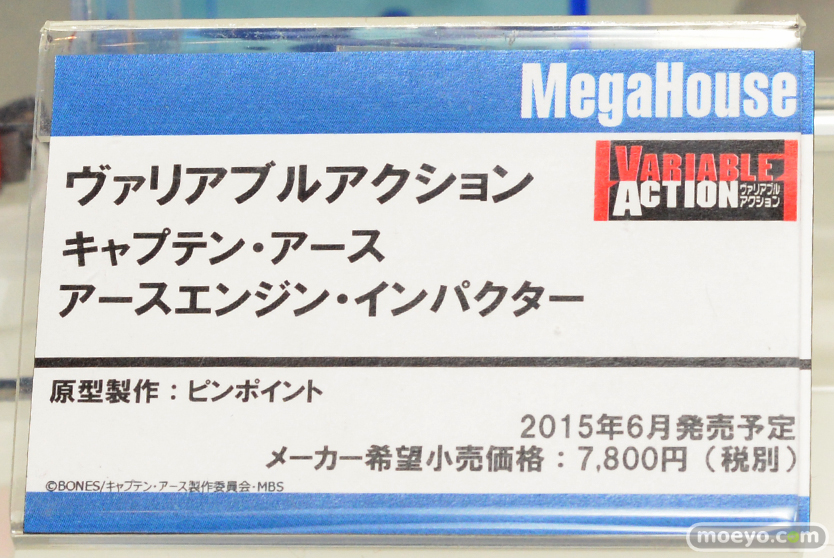 MegaHouse
VARIABLE
ACTION ヴァリアブル
アクション
ヴァリアブルアクション
キャプテン・アース
アースエンジン・インパクター
原型製作：ピンポイント
2015年6月発売予定
メーカー希望小売価格：7,800円（税別）
©BONES/キャプテン・アース製作委員会・MBS
moeyo.com